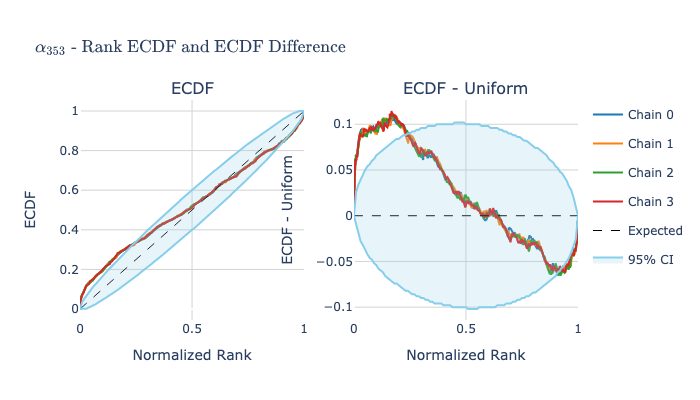 α353 - Rank ECDF and ECDF Difference
ECDF
ECDF - Uniform
ECDF
1
0.8
0.6
0.4
0.2
0
0
0.5
1
Normalized Rank
ECDF - Uniform
0.1
0.05
0
−0.05
−0.1
0
0.5
1
Normalized Rank
Chain 0
Chain 1
Chain 2
Chain 3
Expected
95% CI